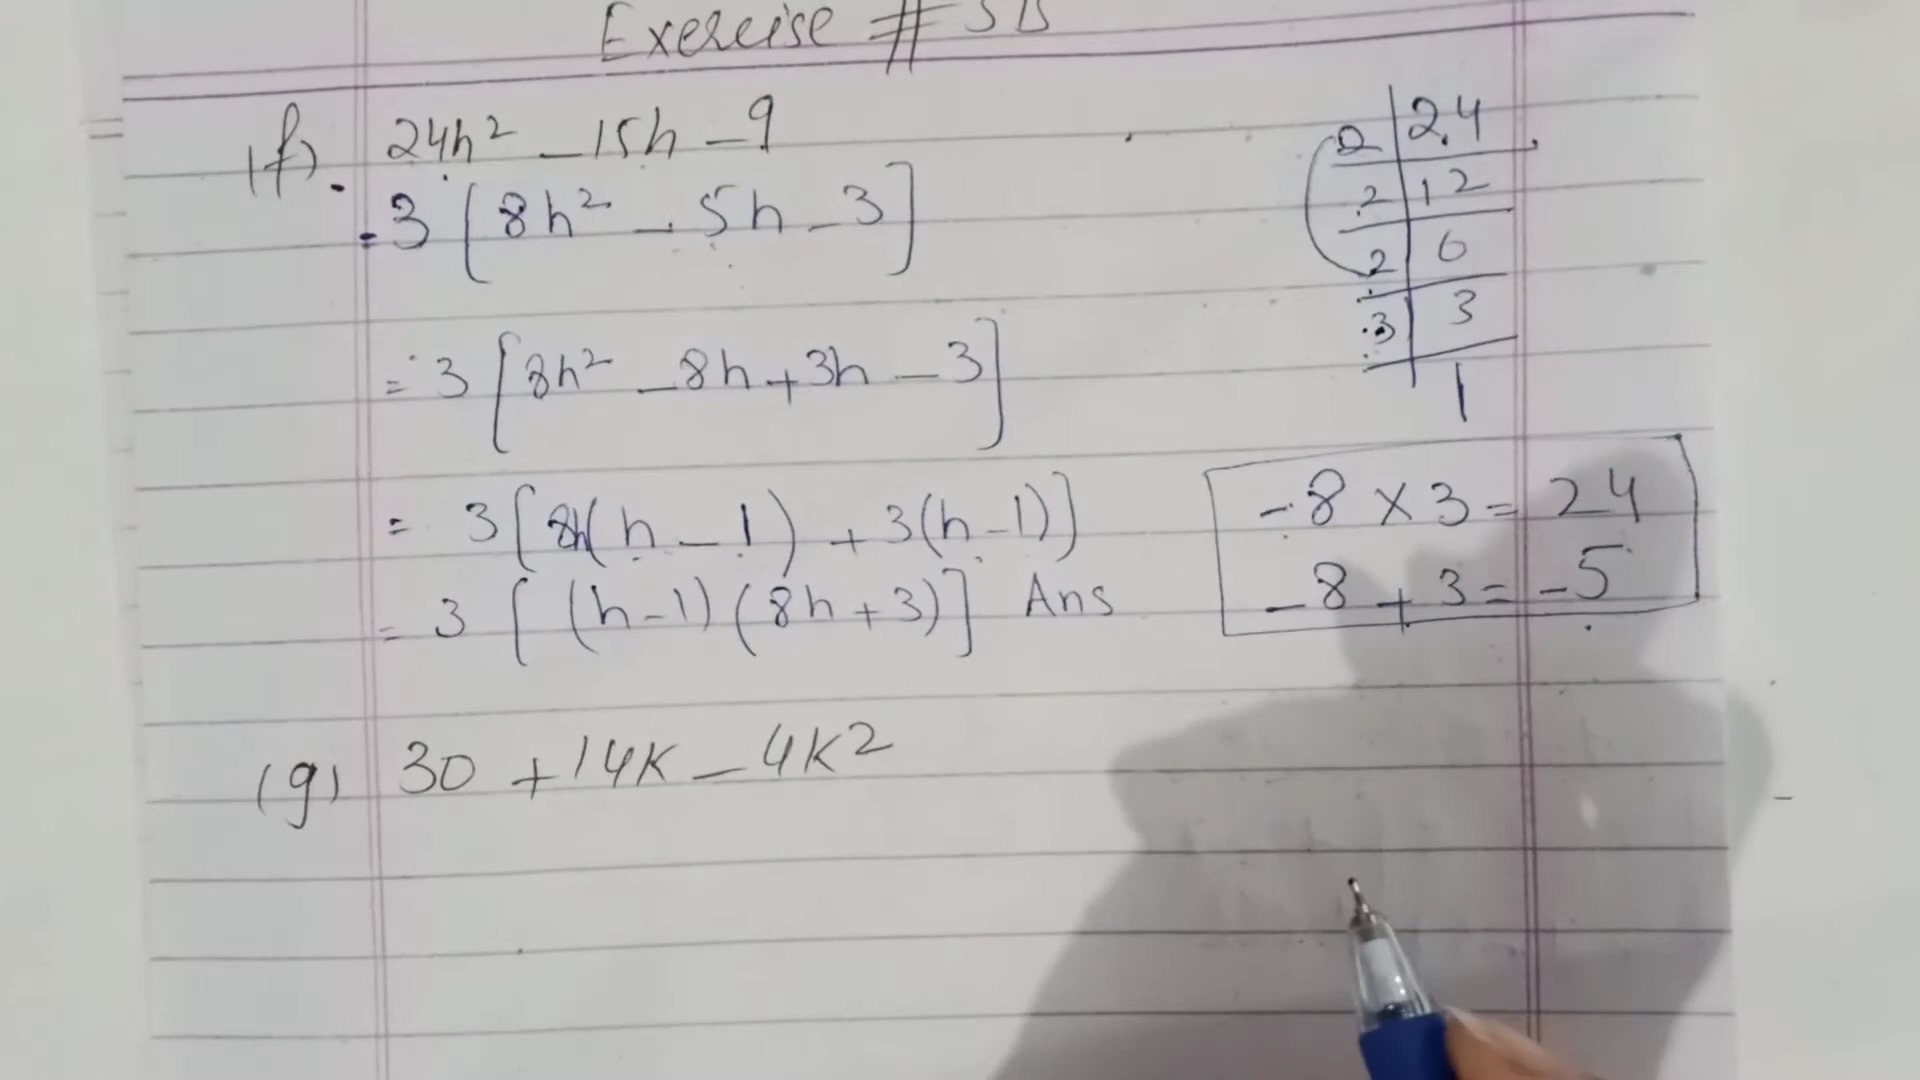 Exercise #
(f). 24h² - 15h - 9
= 3 [ 8h² - 5h - 3 ]
= 3 [ 8h² - 8h + 3h - 3 ]
= 3 [ 8h( h - 1 ) + 3(h - 1) ]
= 3 [ (h - 1) (8h + 3) ] Ans
(g) 30 + 14K - 4K2
2 | 24
2 | 12
2 | 6
3 | 3
1
-8 × 3 = 24
-8 + 3 = -5